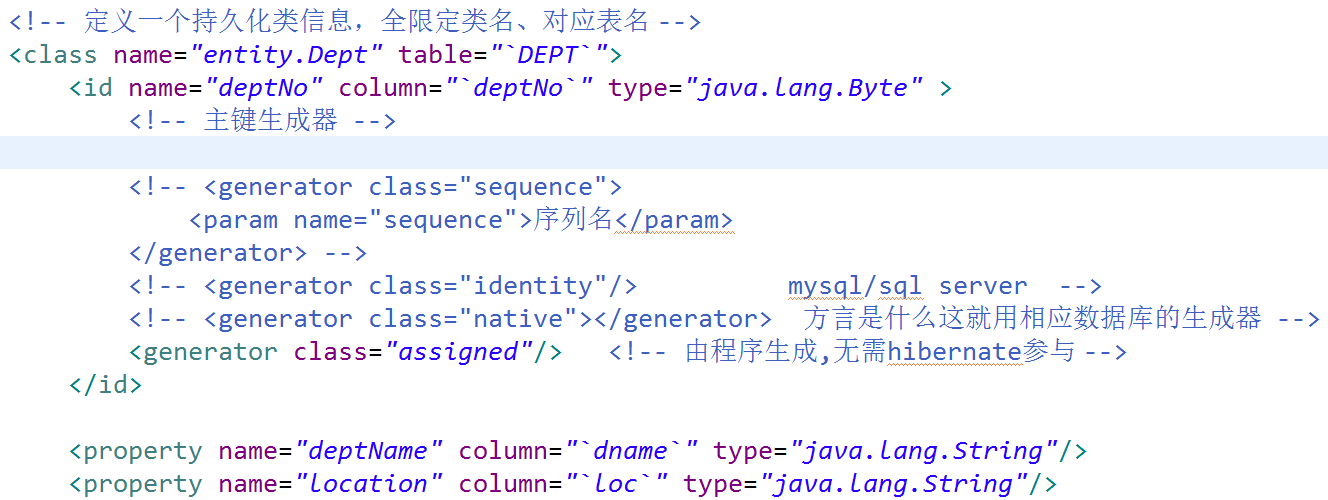 <!-- 定义一个持久化类信息，全限定类名、对应表名 -->
<class name="entity.Dept" table="`DEPT`">
<id name="deptNo" column="`deptNo`" type="java.lang.Byte" >
<!-- 主键生成器 -->
<!-- <generator class="sequence">
<param name="sequence">序列名</param>
</generator> -->
<!-- <generator class="identity"/> mysql/sql server -->
<!-- <generator class="native"></generator> 方言是什么这就用相应数据库的生成器 -->
<generator class="assigned"/> <!-- 由程序生成,无需hibernate参与 -->
</id>
<property name="deptName" column="`dname`" type="java.lang.String"/>
<property name="location" column="`loc`" type="java.lang.String"/>